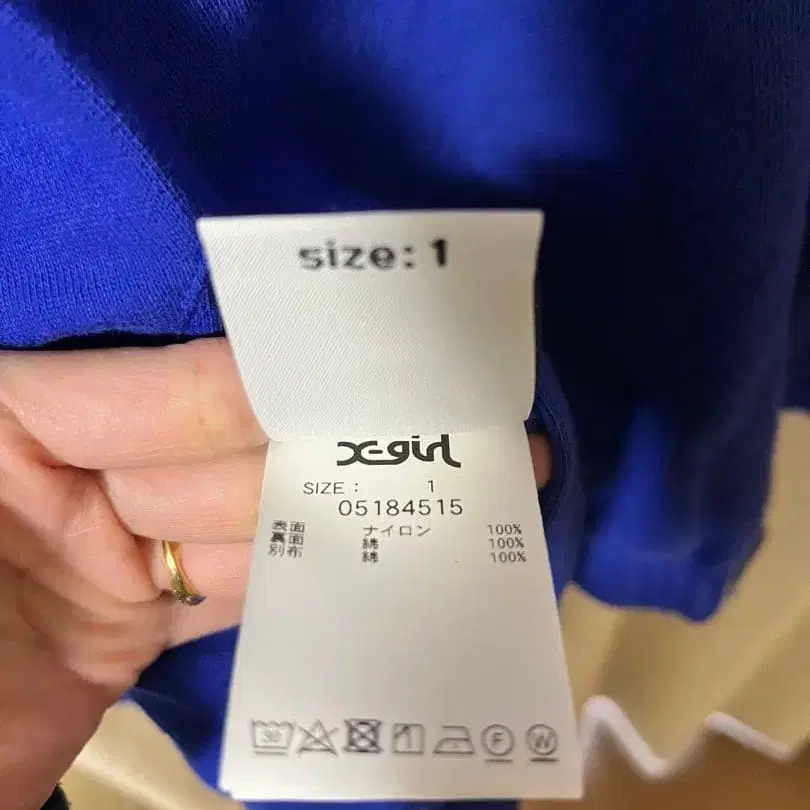 size: 1
X-girl
SIZE : 1
05184515
表面 ナイロン 100%
裏面 綿 100%
別布 綿 100%
30 F W